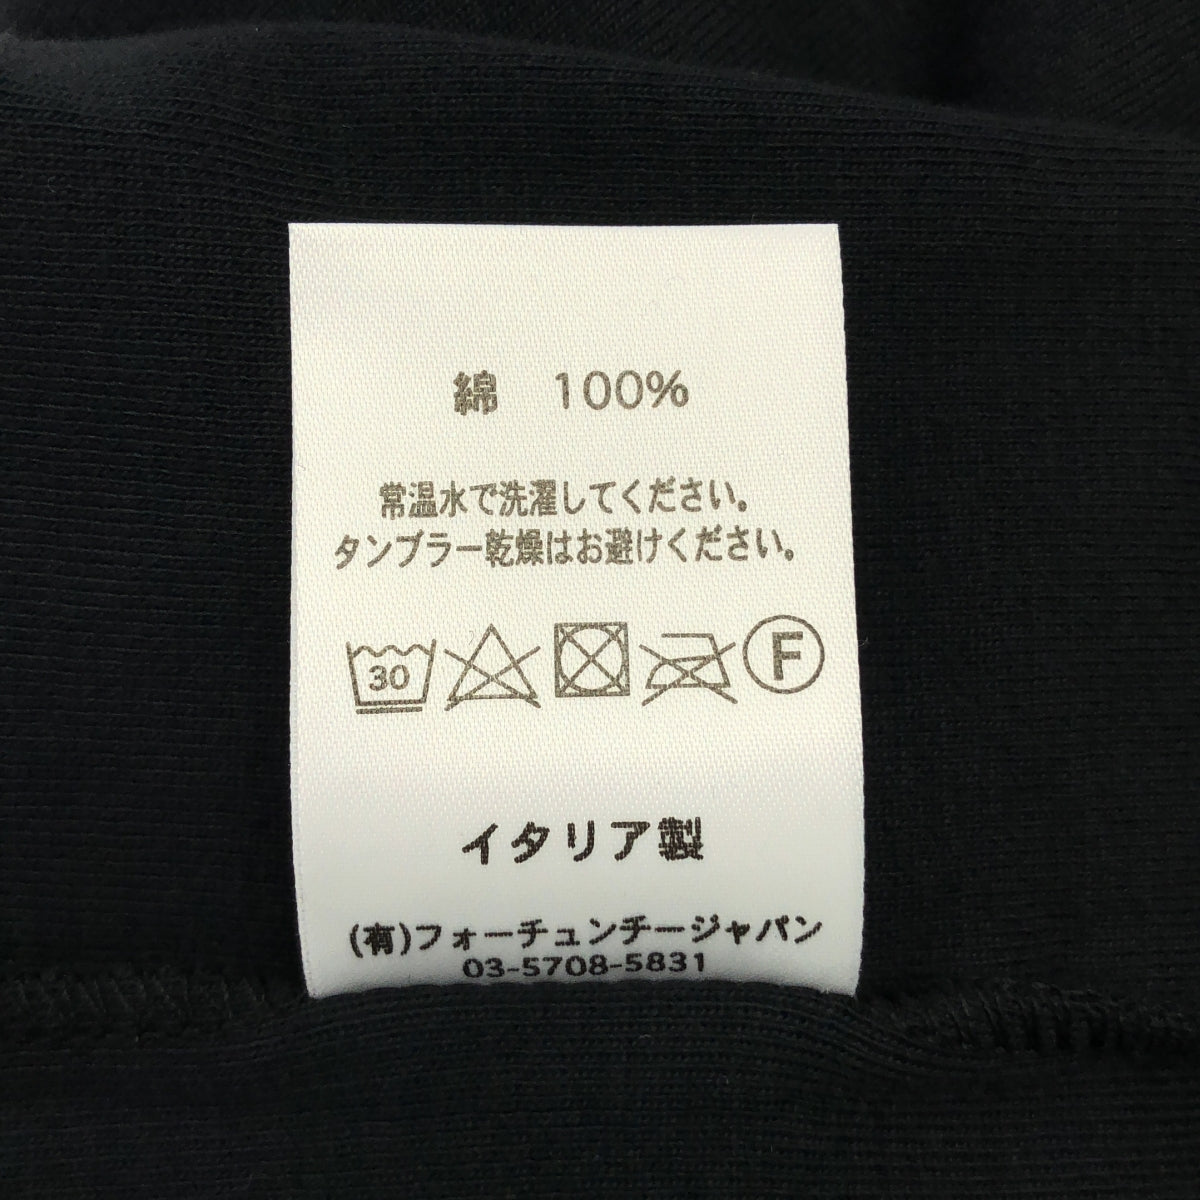 綿　100%
常温水で洗濯してください。
タンブラー乾燥はお避けください。
30 F
イタリア製
(有)フォーチュンチージャパン
03-5708-5831